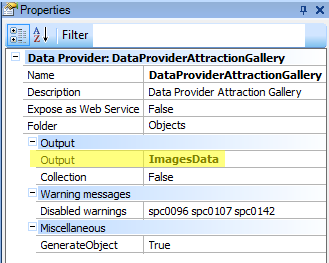 Properties
Filter
Data Provider: DataProviderAttractionGallery
Name DataProviderAttractionGallery
Description Data Provider Attraction Gallery
Expose as Web Service False
Folder Objects
Output
Output ImagesData
Collection False
Warning messages
Disabled warnings spc0096 spc0107 spc0142
Miscellaneous
GenerateObject True